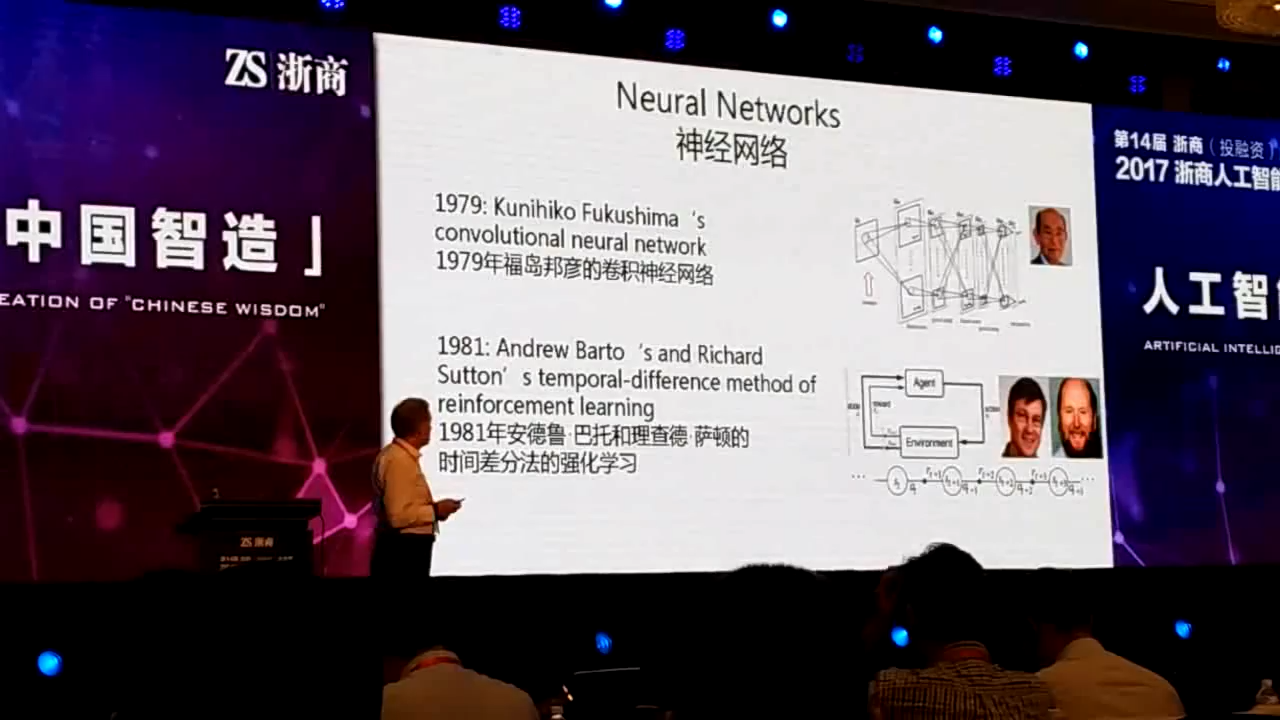 ZS 浙商
中国智造」
EATION OF "CHINESE WISDOM"
Neural Networks
神经网络
1979: Kunihiko Fukushima 's
convolutional neural network
1979年福岛邦彦的卷积神经网络
1981: Andrew Barto 's and Richard
Sutton' s temporal-difference method of
reinforcement learning
1981年安德鲁·巴托和理查德·萨顿的
时间差分法的强化学习
Agent
Environment
第14届 浙商（投融资）
2017 浙商人工智能
人工智能
ARTIFICIAL INTELLI
ZS 浙商